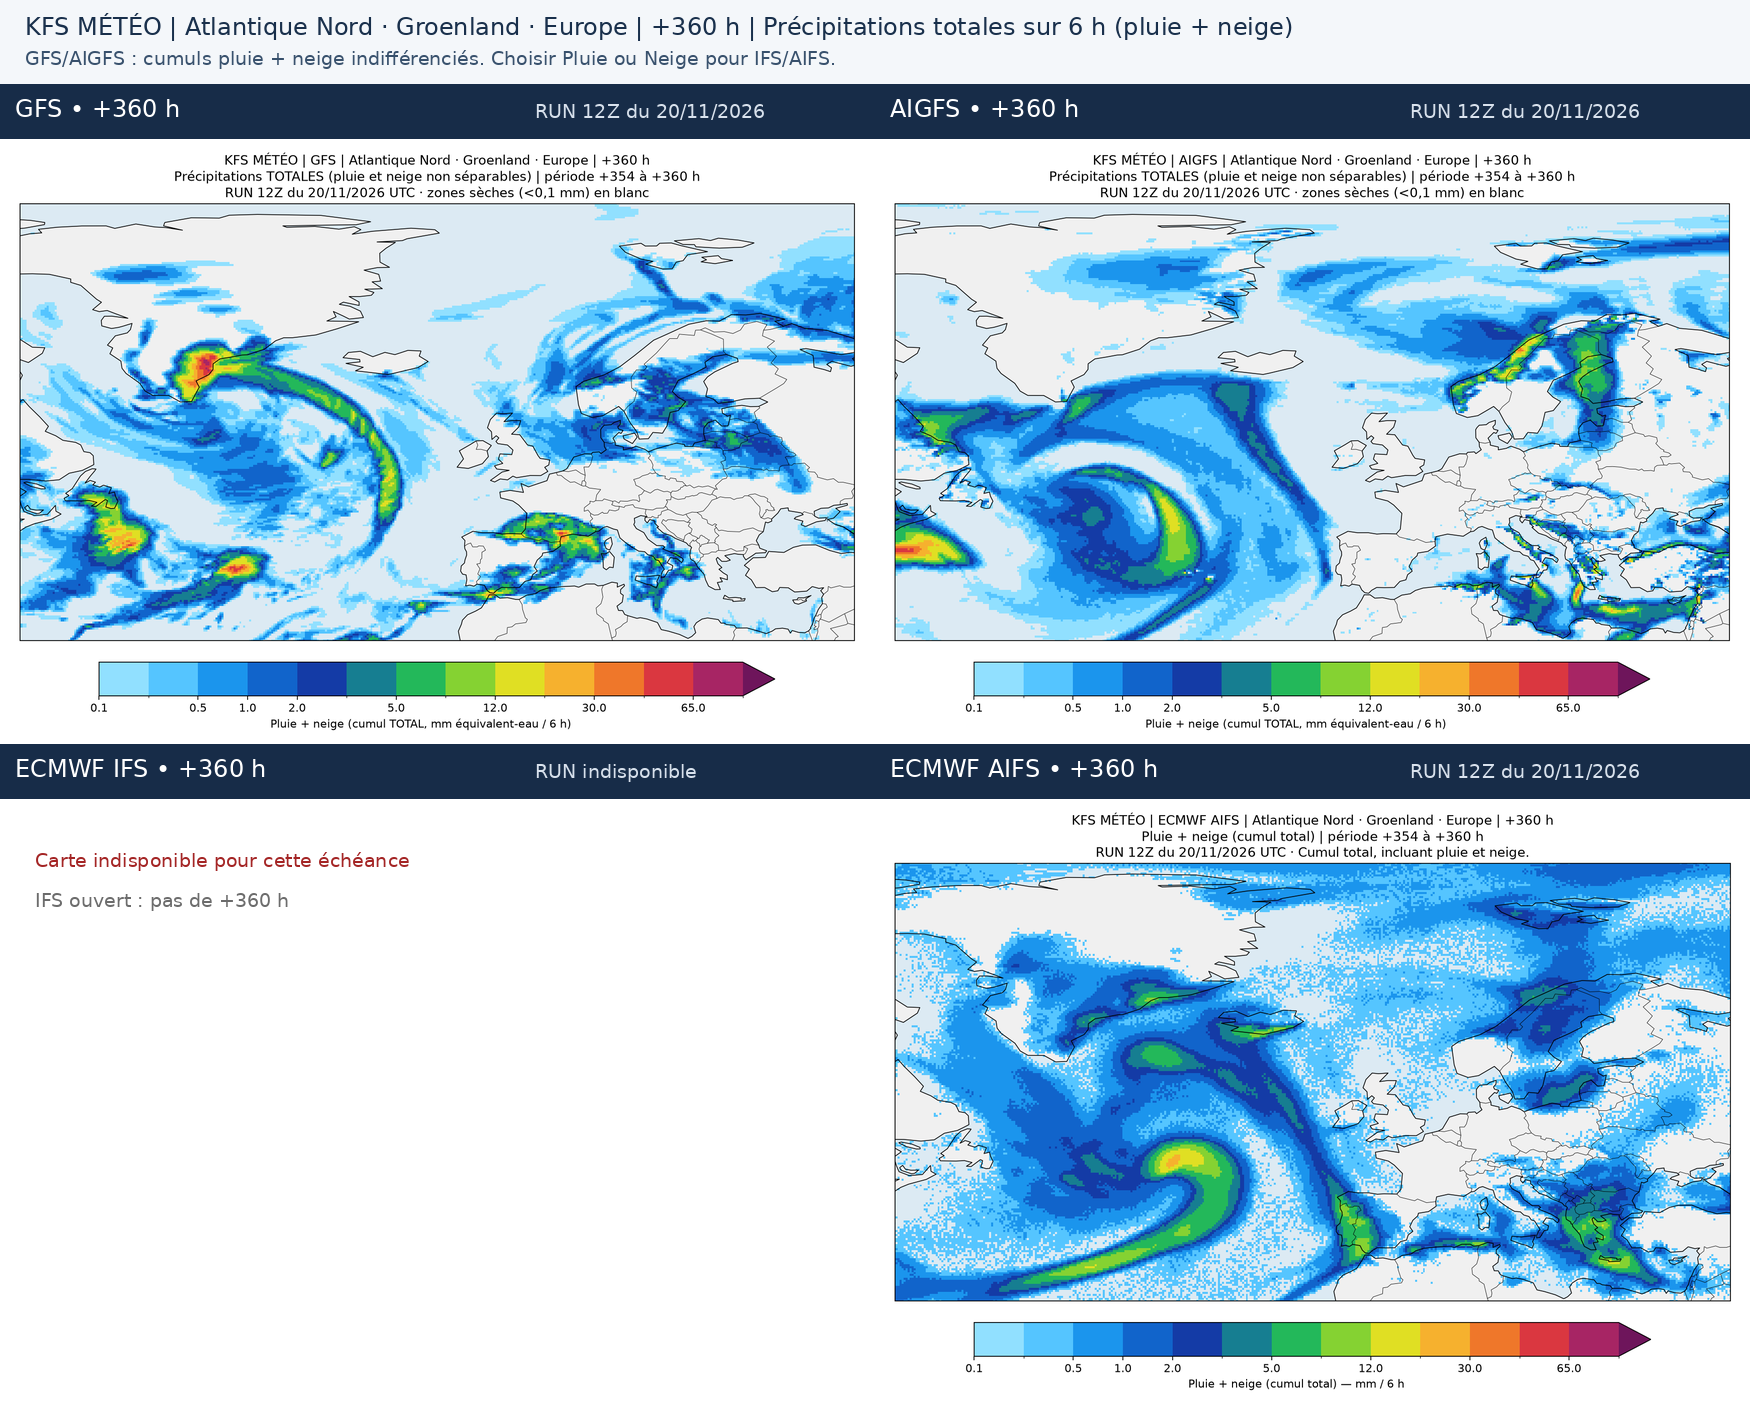 KFS MÉTÉO | Atlantique Nord · Groenland · Europe | +360 h | Précipitations totales sur 6 h (pluie + neige)
GFS/AIGFS : cumuls pluie + neige indifférenciés. Choisir Pluie ou Neige pour IFS/AIFS.
GFS • +360 h
RUN 12Z du 20/11/2026
AIGFS • +360 h
RUN 12Z du 20/11/2026
KFS MÉTÉO | GFS | Atlantique Nord · Groenland · Europe | +360 h
Précipitations TOTALES (pluie et neige non séparables) | période +354 à +360 h
RUN 12Z du 20/11/2026 UTC · zones sèches (<0,1 mm) en blanc
KFS MÉTÉO | AIGFS | Atlantique Nord · Groenland · Europe | +360 h
Précipitations TOTALES (pluie et neige non séparables) | période +354 à +360 h
RUN 12Z du 20/11/2026 UTC · zones sèches (<0,1 mm) en blanc
0.1 0.5 1.0 2.0 5.0 12.0 30.0 65.0
Pluie + neige (cumul TOTAL, mm équivalent-eau / 6 h)
0.1 0.5 1.0 2.0 5.0 12.0 30.0 65.0
Pluie + neige (cumul TOTAL, mm équivalent-eau / 6 h)
ECMWF IFS • +360 h
RUN indisponible
ECMWF AIFS • +360 h
RUN 12Z du 20/11/2026
Carte indisponible pour cette échéance
IFS ouvert : pas de +360 h
KFS MÉTÉO | ECMWF AIFS | Atlantique Nord · Groenland · Europe | +360 h
Pluie + neige (cumul total) | période +354 à +360 h
RUN 12Z du 20/11/2026 UTC · Cumul total, incluant pluie et neige.
0.1 0.5 1.0 2.0 5.0 12.0 30.0 65.0
Pluie + neige (cumul total) — mm / 6 h